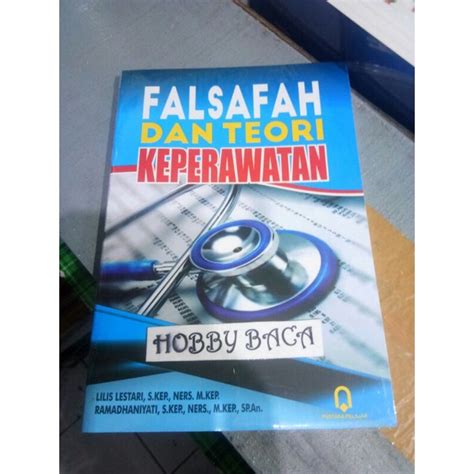 FALSAFAH
DAN TEORI
KEPERAWATAN
HOBBY BACA
LILIS LESTARI, S.KEP, NERS. M.KEP.
RAMADHANIYATI, S.KEP, NERS., M.KEP., SP.An.